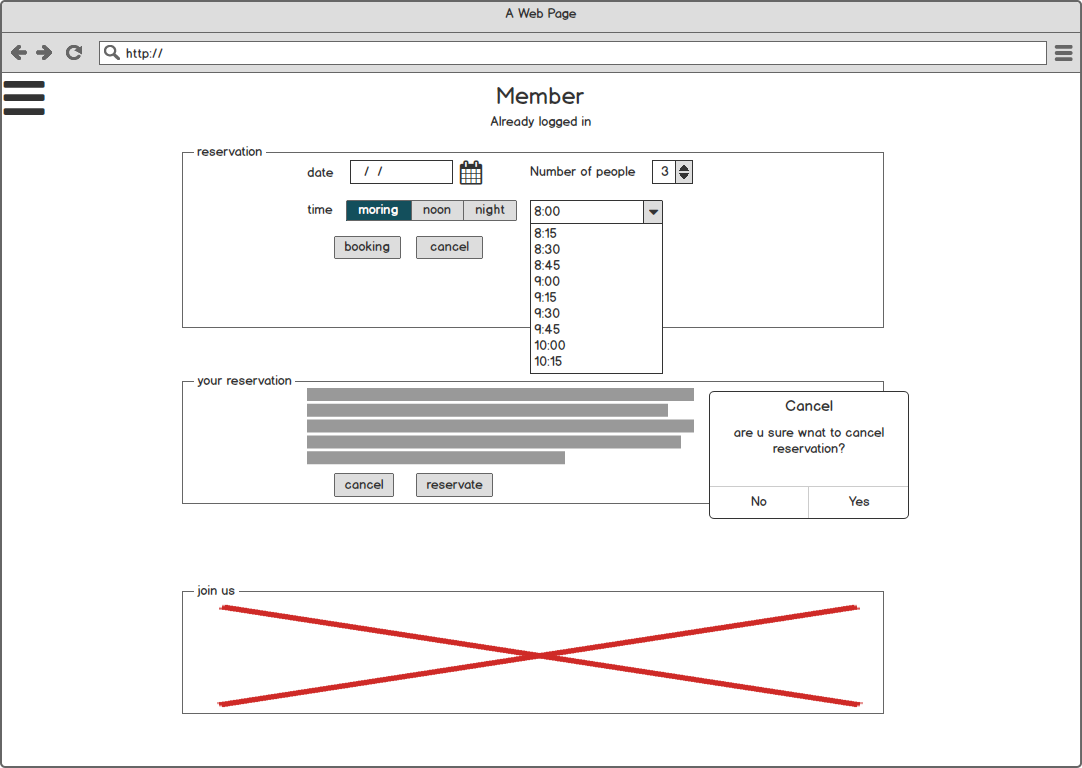 A Web Page
http://
Member
Already logged in
reservation
date / / Number of people 3
time moring noon night 8:00
8:15
8:30
8:45
9:00
9:15
9:30
9:45
10:00
10:15
booking cancel
your reservation
cancel reservate
Cancel
are u sure wnat to cancel
reservation?
No Yes
join us